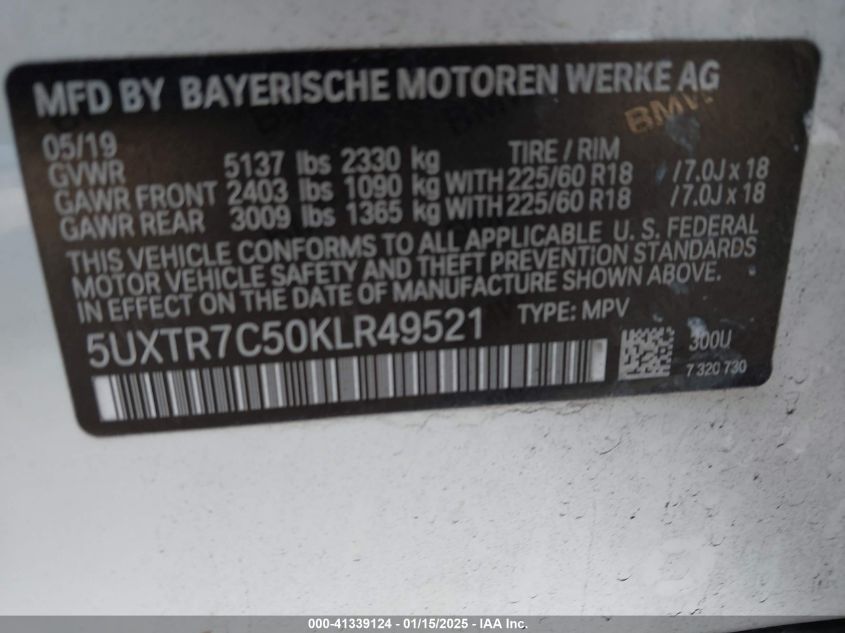 MFD BY BAYERISCHE MOTOREN WERKE AG
BMW
05/19
TIRE / RIM
GVWR 5137 lbs 2330 kg
GAWR FRONT 2403 lbs 1090 kg WITH 225/60 R18 /7.0J x 18
GAWR REAR 3009 lbs 1365 kg WITH 225/60 R18 /7.0J x 18
THIS VEHICLE CONFORMS TO ALL APPLICABLE U. S. FEDERAL
MOTOR VEHICLE SAFETY AND THEFT PREVENTION STANDARDS
IN EFFECT ON THE DATE OF MANUFACTURE SHOWN ABOVE.
5UXTR7C50KLR49521 TYPE: MPV
300U
7 320 730
000-41339124 - 01/15/2025 - IAA Inc.